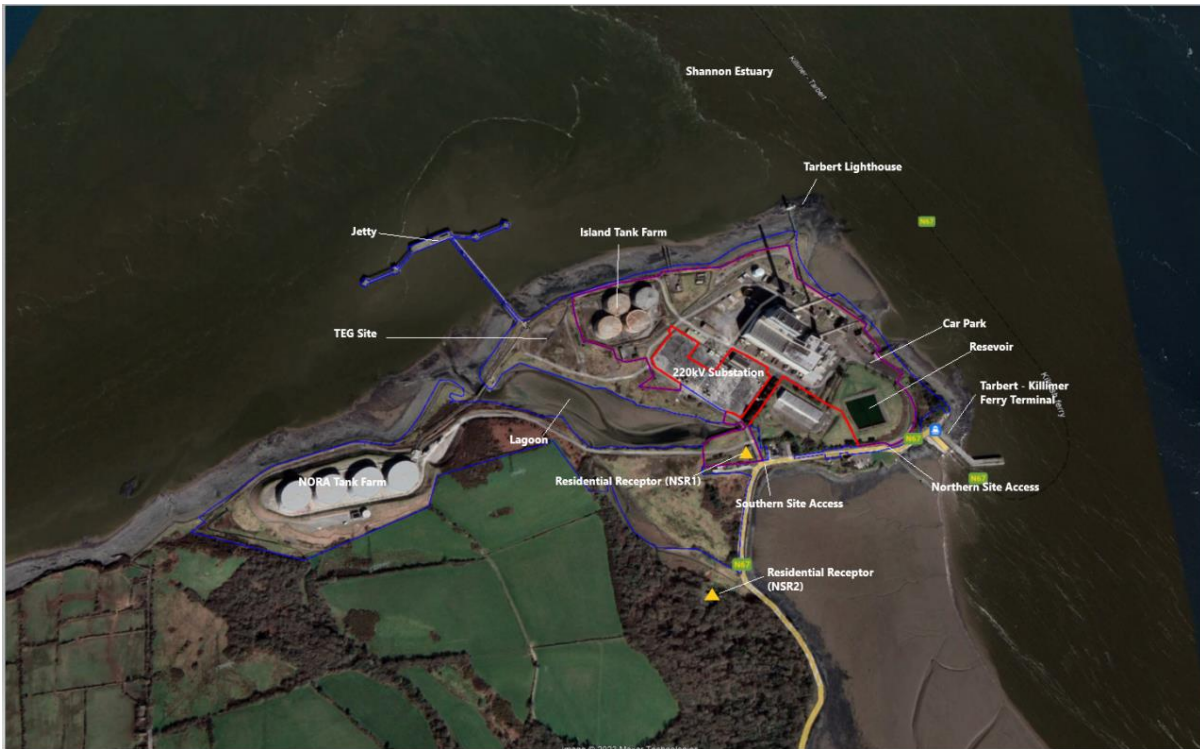 Shannon Estuary
Killimer - Tarbert
Tarbert Lighthouse
N67
Jetty
Island Tank Farm
Car Park
TEG Site
Resevoir
220kV Substation
Tarbert - Killimer
Ferry Terminal
Lagoon
N67
NORA Tank Farm
Residential Receptor (NSR1)
N67
Northern Site Access
Southern Site Access
N67
Residential Receptor
(NSR2)